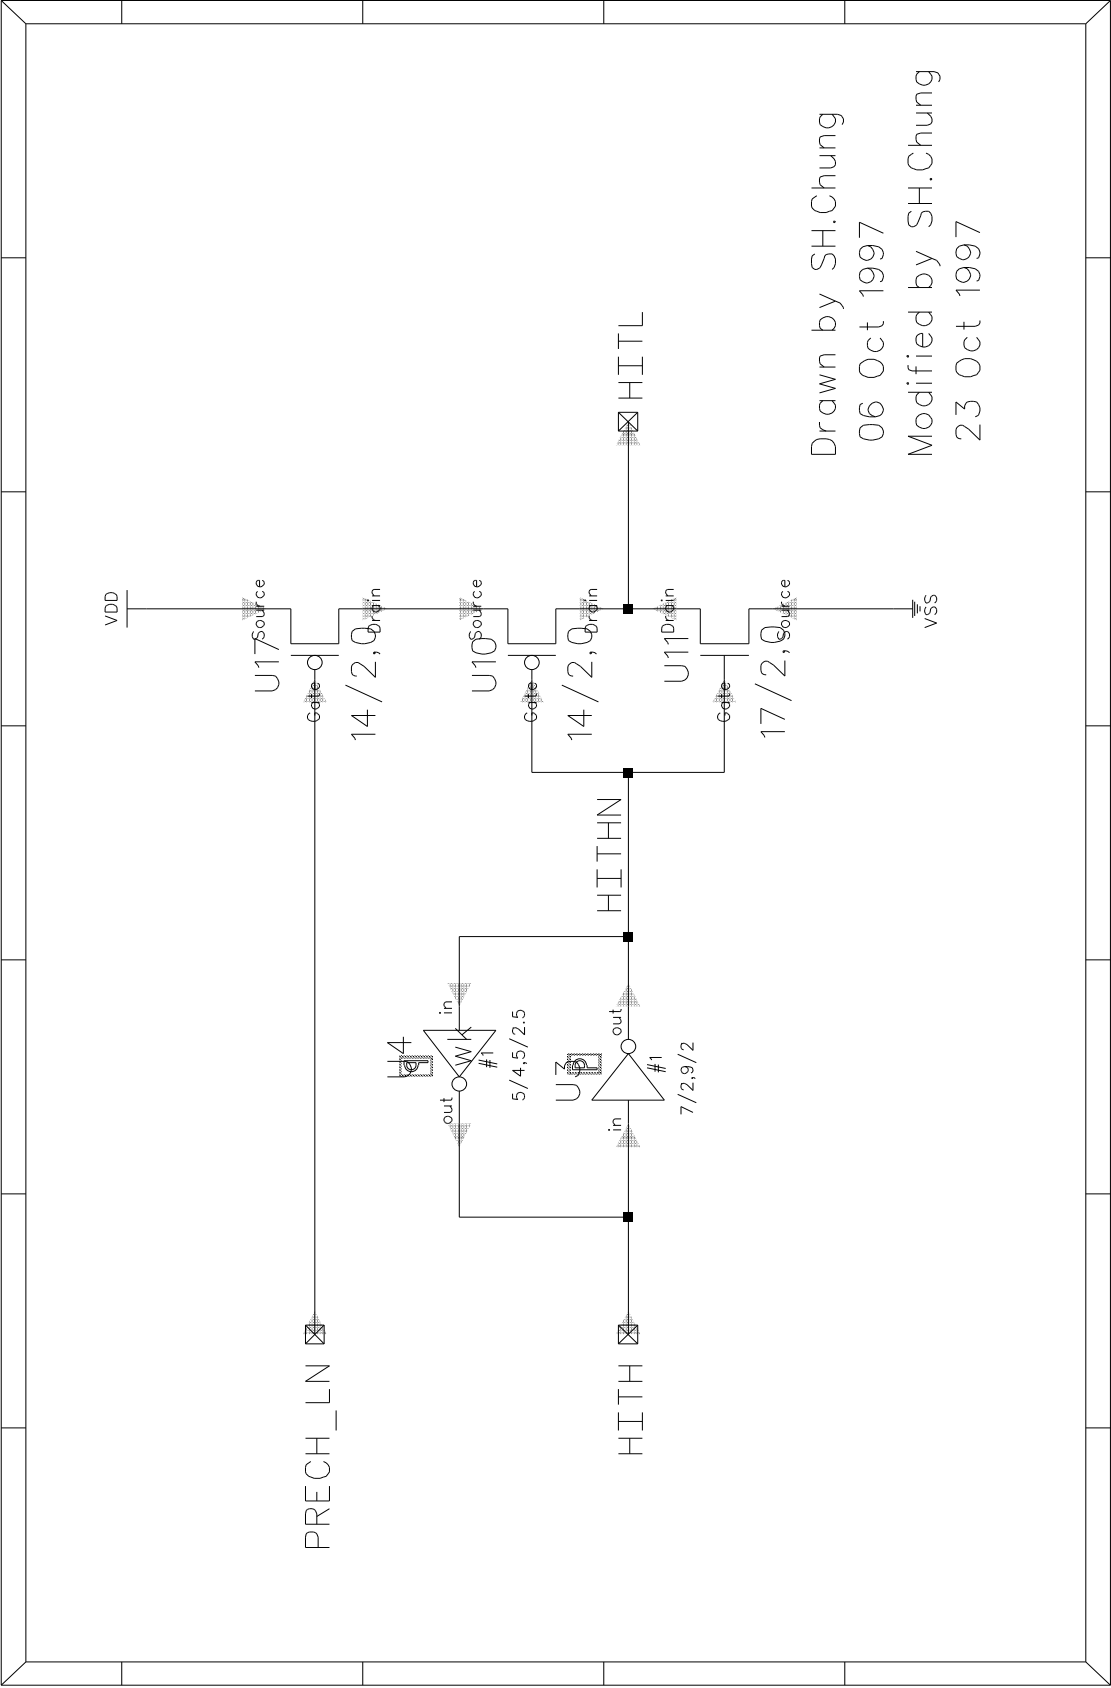 VDD
Source
U17
Drain
Gate
14/2,0
Source
U10
Drain
Gate
14/2,0
HITL
Drain
U11
Source
Gate
17/2,0
VSS
HITHN
U4
in
Wk
#1
out
5/4,5/2.5
U3
out
#1
in
7/2,9/2
PRECH_LN
HITH
Drawn by SH.Chung
06 Oct 1997
Modified by SH.Chung
23 Oct 1997